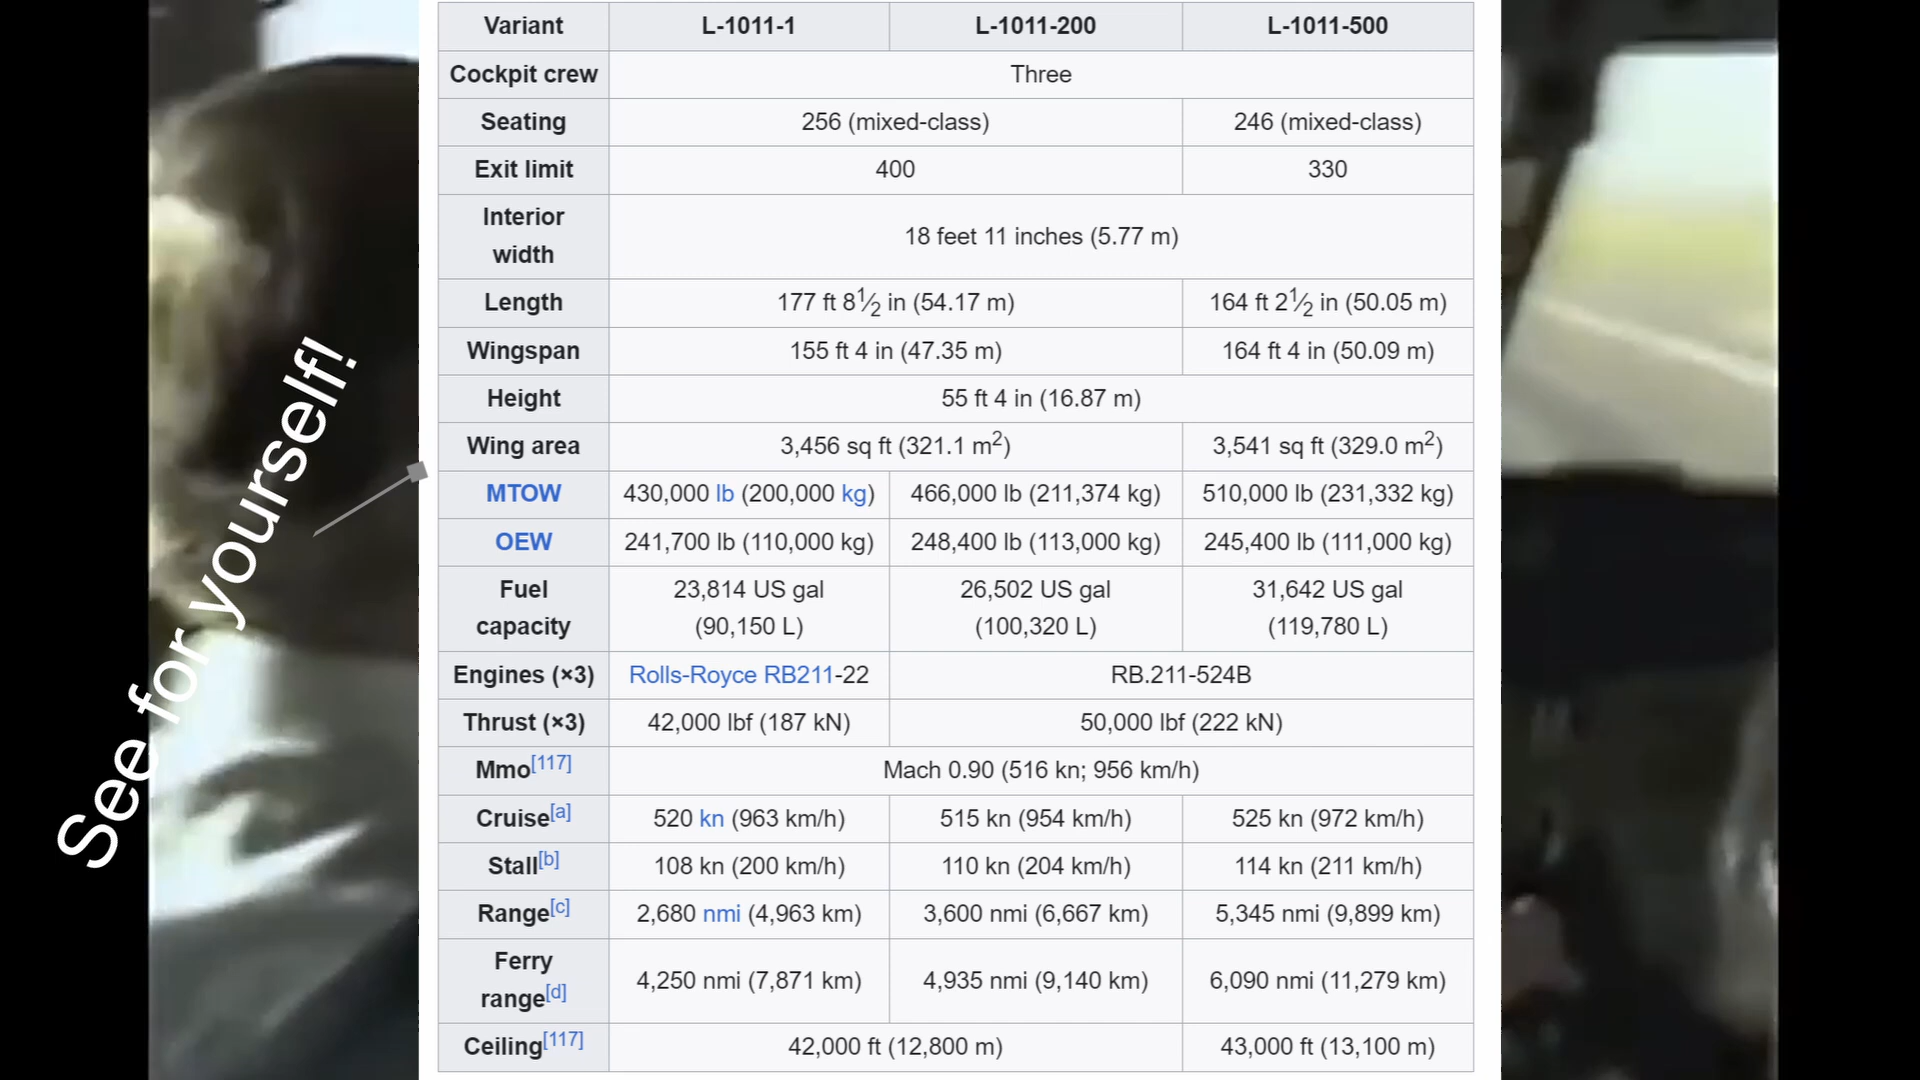 Variant L-1011-1 L-1011-200 L-1011-500
Cockpit crew Three
Seating 256 (mixed-class) 246 (mixed-class)
Exit limit 400 330
Interior
width 18 feet 11 inches (5.77 m)
Length 177 ft 8½ in (54.17 m) 164 ft 2½ in (50.05 m)
Wingspan 155 ft 4 in (47.35 m) 164 ft 4 in (50.09 m)
Height 55 ft 4 in (16.87 m)
Wing area 3,456 sq ft (321.1 m²) 3,541 sq ft (329.0 m²)
MTOW 430,000 lb (200,000 kg) 466,000 lb (211,374 kg) 510,000 lb (231,332 kg)
OEW 241,700 lb (110,000 kg) 248,400 lb (113,000 kg) 245,400 lb (111,000 kg)
Fuel 23,814 US gal 26,502 US gal 31,642 US gal
capacity (90,150 L) (100,320 L) (119,780 L)
Engines (×3) Rolls-Royce RB211-22 RB.211-524B
Thrust (×3) 42,000 lbf (187 kN) 50,000 lbf (222 kN)
Mmo[117] Mach 0.90 (516 kn; 956 km/h)
Cruise[a] 520 kn (963 km/h) 515 kn (954 km/h) 525 kn (972 km/h)
Stall[b] 108 kn (200 km/h) 110 kn (204 km/h) 114 kn (211 km/h)
Range[c] 2,680 nmi (4,963 km) 3,600 nmi (6,667 km) 5,345 nmi (9,899 km)
Ferry
range[d] 4,250 nmi (7,871 km) 4,935 nmi (9,140 km) 6,090 nmi (11,279 km)
Ceiling[117] 42,000 ft (12,800 m) 43,000 ft (13,100 m)
See for yourself!